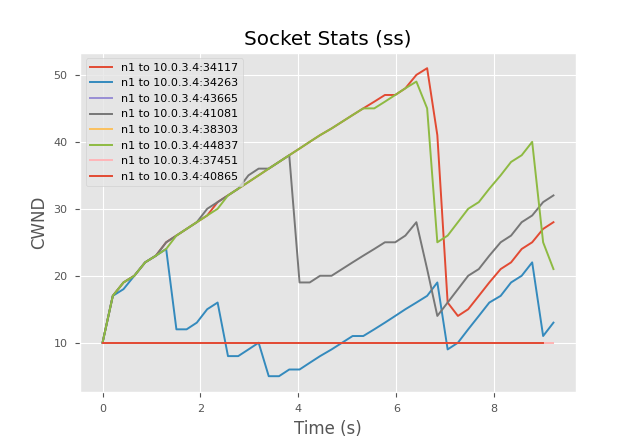 Socket Stats (ss)
n1 to 10.0.3.4:34117
n1 to 10.0.3.4:34263
n1 to 10.0.3.4:43665
n1 to 10.0.3.4:41081
n1 to 10.0.3.4:38303
n1 to 10.0.3.4:44837
n1 to 10.0.3.4:37451
n1 to 10.0.3.4:40865
50
40
30
20
10
CWND
0 2 4 6 8
Time (s)